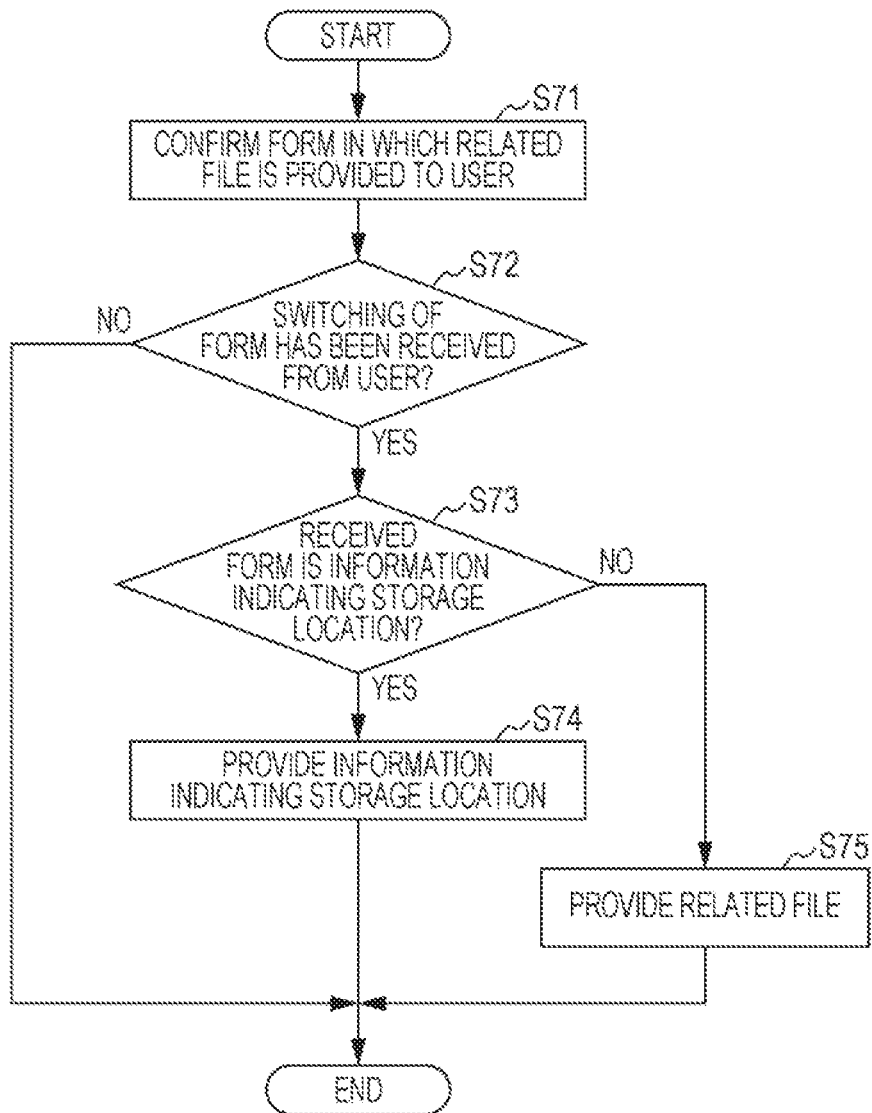 START
S71
CONFIRM FORM IN WHICH RELATED
FILE IS PROVIDED TO USER
S72
NO
SWITCHING OF
FORM HAS BEEN RECEIVED
FROM USER?
YES
S73
RECEIVED
FORM IS INFORMATION
INDICATING STORAGE
LOCATION?
NO
YES
S74
PROVIDE INFORMATION
INDICATING STORAGE LOCATION
S75
PROVIDE RELATED FILE
END